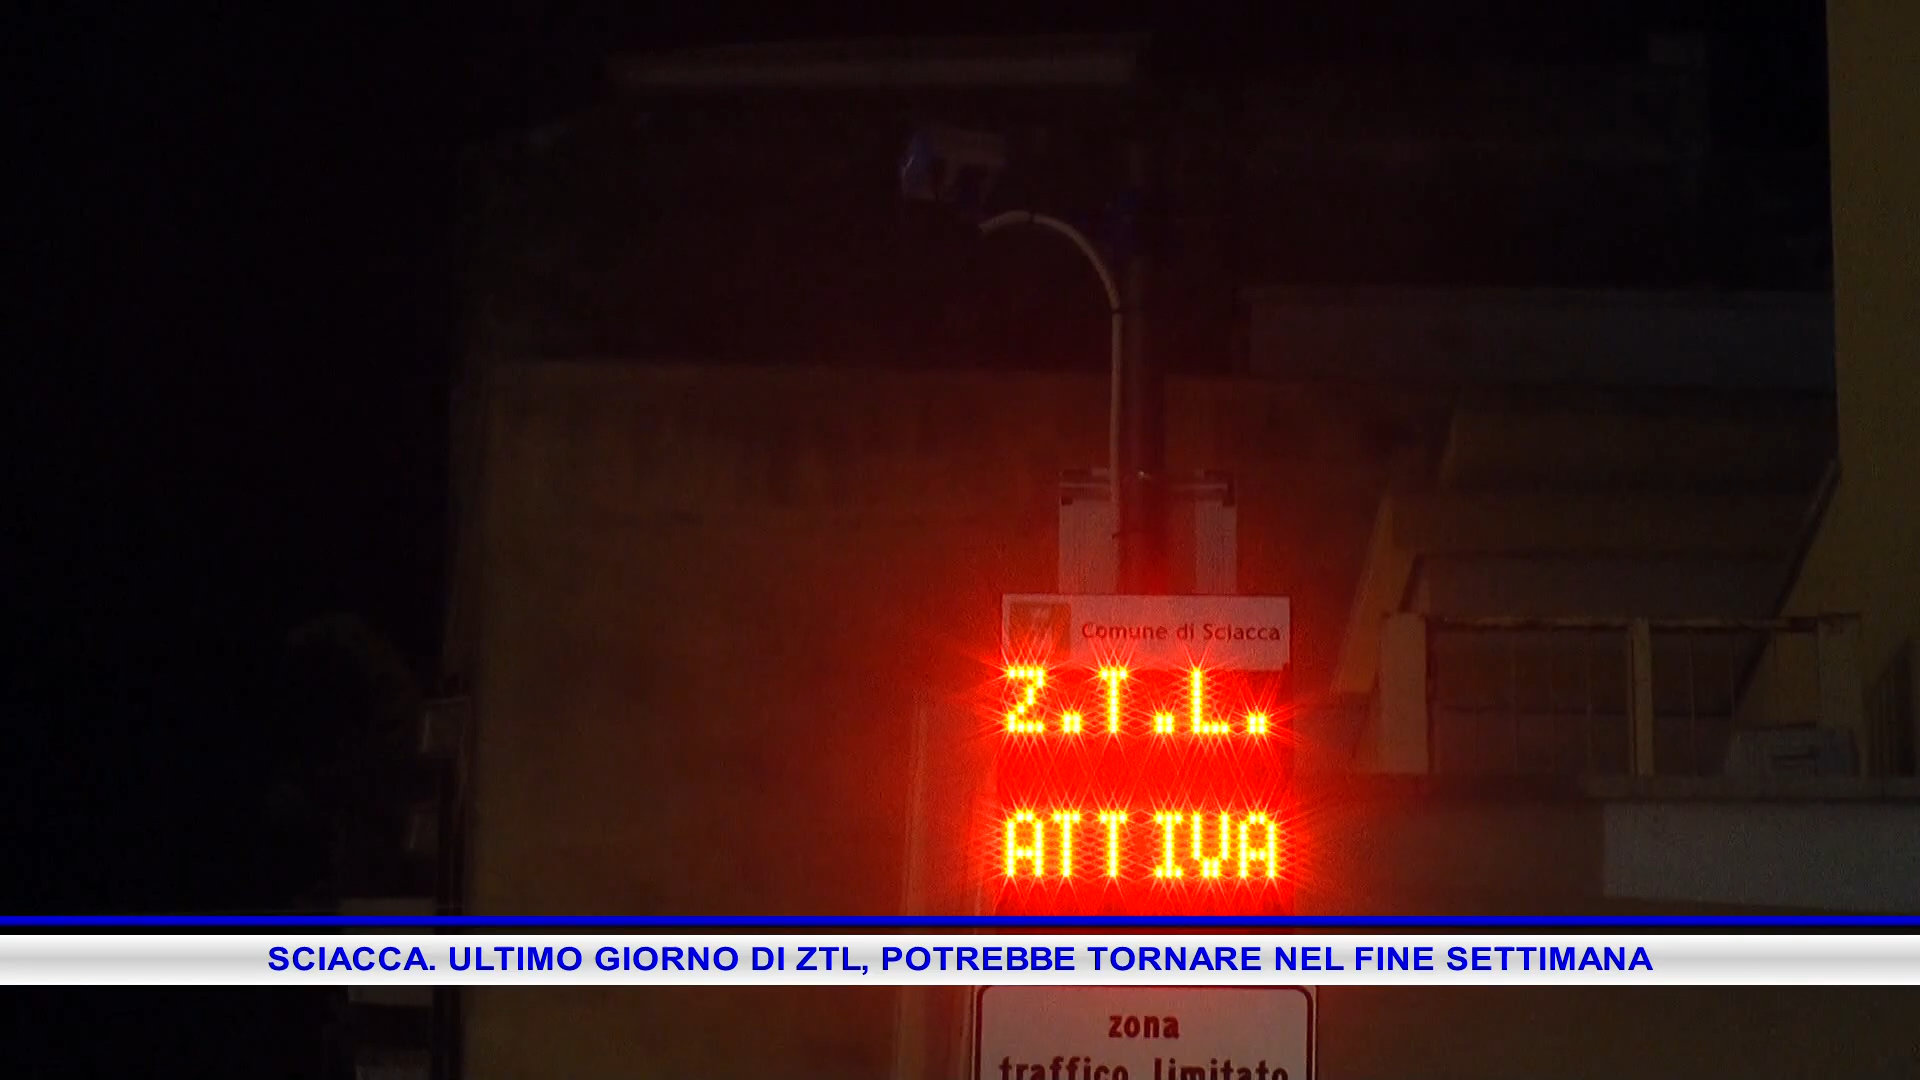 Comune di Sciacca
Z.T.L.
ATTIVA
SCIACCA. ULTIMO GIORNO DI ZTL, POTREBBE TORNARE NEL FINE SETTIMANA
zona
traffico limitato